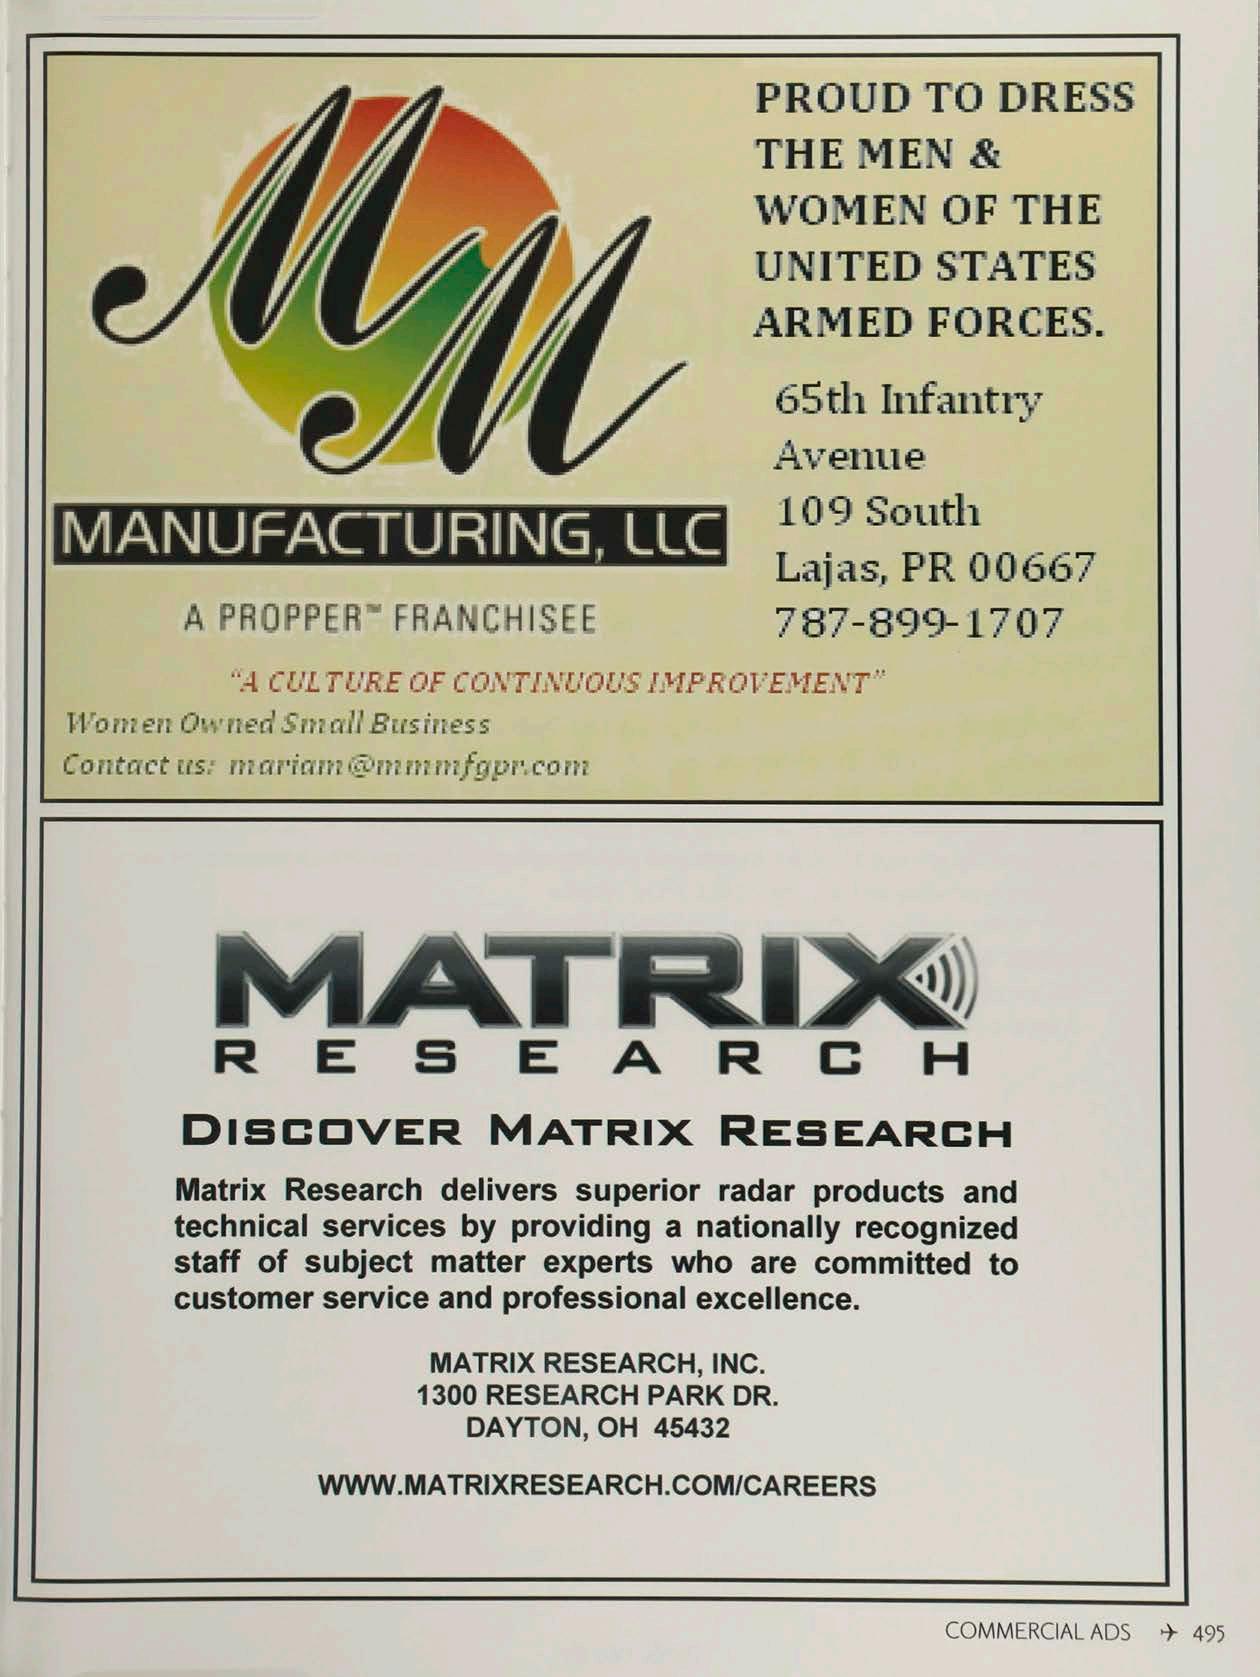 MM
MANUFACTURING, LLC
A PROPPER™ FRANCHISEE
PROUD TO DRESS
THE MEN &
WOMEN OF THE
UNITED STATES
ARMED FORCES.
65th Infantry
Avenue
109 South
Lajas, PR 00667
787-899-1707
“A CULTURE OF CONTINUOUS IMPROVEMENT”
Women Owned Small Business
Contact us: mariam@mmmfgpr.com
MATRIX
RESEARCH
DISCOVER MATRIX RESEARCH
Matrix Research delivers superior radar products and
technical services by providing a nationally recognized
staff of subject matter experts who are committed to
customer service and professional excellence.
MATRIX RESEARCH, INC.
1300 RESEARCH PARK DR.
DAYTON, OH 45432
WWW.MATRIXRESEARCH.COM/CAREERS
COMMERCIAL ADS ✈ 495